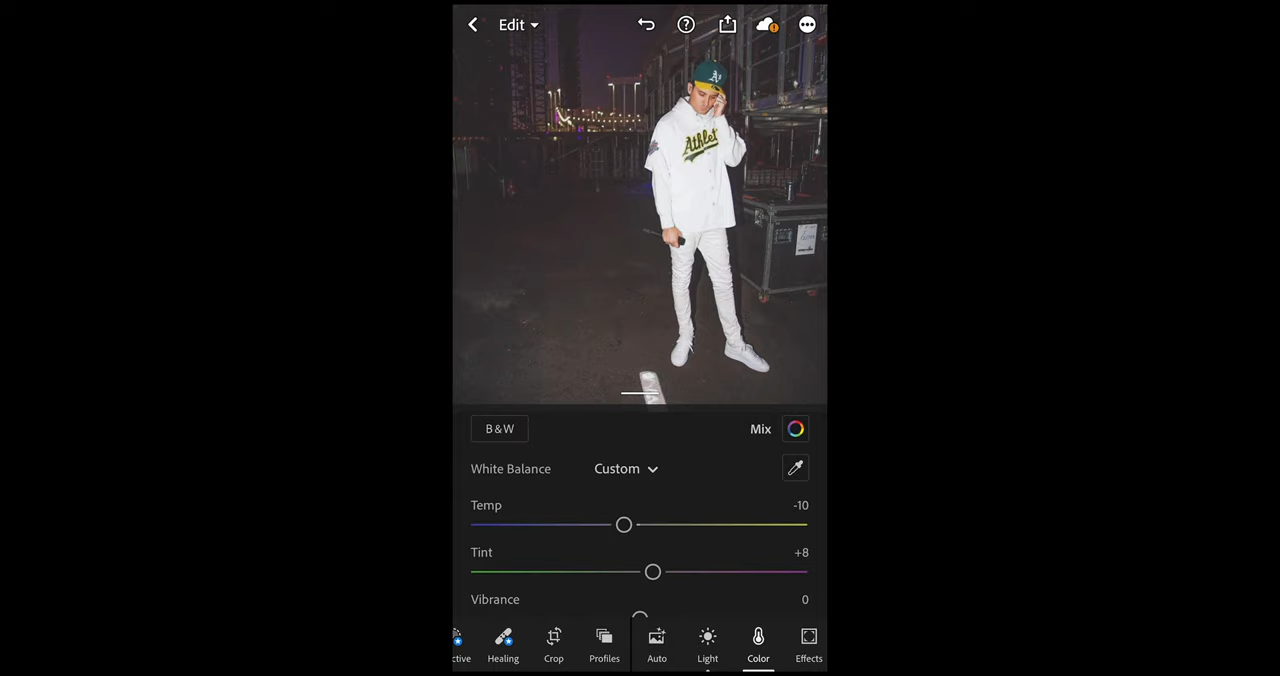 Edit
A's
Athlet
B & W
Mix
White Balance
Custom
Temp
-10
Tint
+8
Vibrance
0
ctive
Healing
Crop
Profiles
Auto
Light
Color
Effects